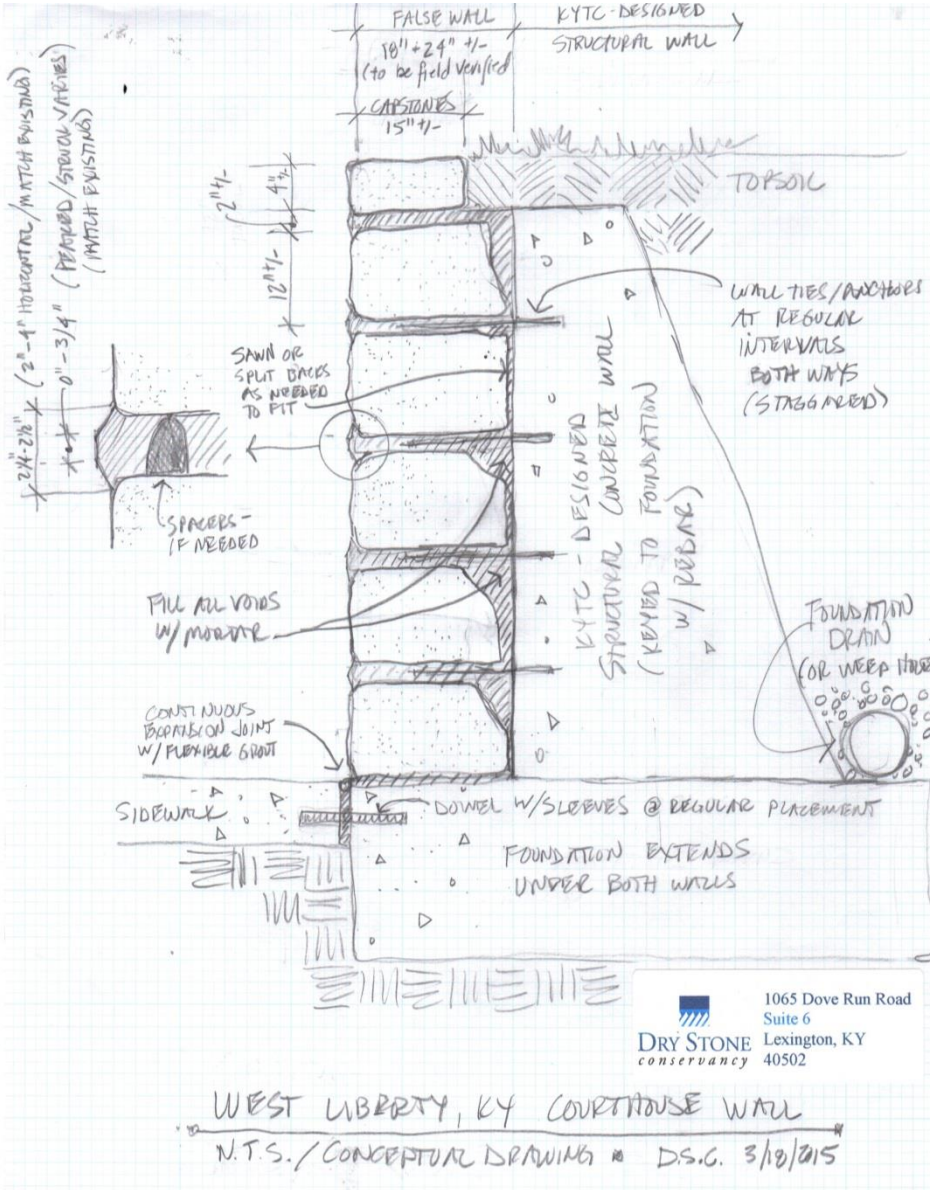 FALSE WALL
18"+24" +/-
(to be field verified
KYTC-DESIGNED
STRUCTURAL WALL
CAPSTONES
15"+/-
2"+/-
4"+/-
12"+/-
2¼-2½" (2"-4" HORIZONTAL/MATCH EXISTING)
0"-3/4" (BEADED/STRUCK VARIES)
(MATCH EXISTING)
TOPSOIL
WALL TIES/ANCHORS
AT REGULAR
INTERVALS
BOTH WAYS
(STAGGARED)
SAWN OR
SPLIT BACKS
AS NEEDED
TO FIT
SPACERS-
IF NEEDED
KYTC - DESIGNED
STRUCTURAL CONCRETE WALL
(KEYED TO FOUNDATION)
W/ REBAR)
FILL ALL VOIDS
W/ MORTAR
FOUNDATION
DRAIN
(OR WEEP HOLE
CONTINUOUS
EXPANSION JOINT
W/ FLEXIBLE GROUT
SIDEWALK
DOWEL W/SLEEVES @ REGULAR PLACEMENT
FOUNDATION EXTENDS
UNDER BOTH WALLS
DRY STONE
conservancy
1065 Dove Run Road
Suite 6
Lexington, KY
40502
WEST LIBERTY, KY COURTHOUSE WALL
N.T.S./CONCEPTUAL DRAWING • D.S.C. 3/18/2015